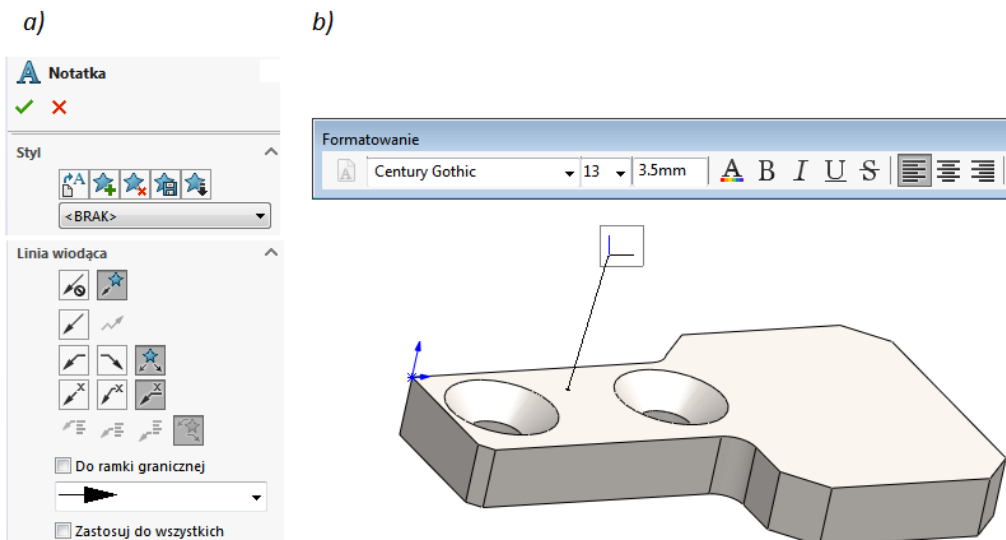 a)
b)
Notatka
Styl
<BRAK>
Linia wiodąca
Do ramki granicznej
Zastosuj do wszystkich
Formatowanie
Century Gothic 13 3.5mm A B I U S